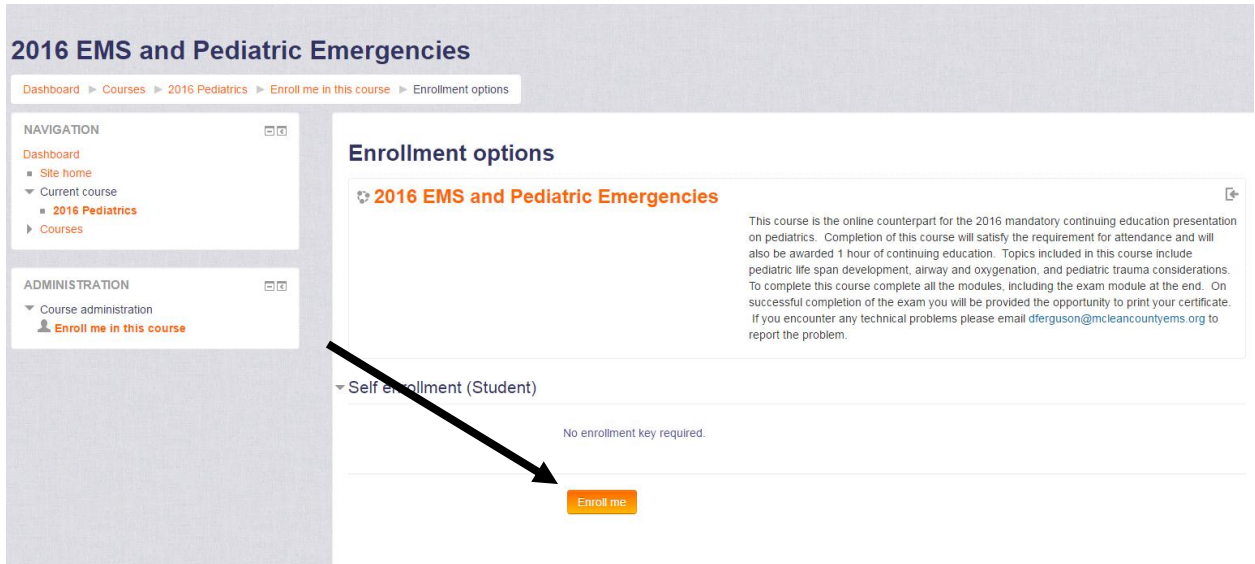 2016 EMS and Pediatric Emergencies
Dashboard ▶ Courses ▶ 2016 Pediatrics ▶ Enroll me in this course ▶ Enrollment options
NAVIGATION
Dashboard
Site home
Current course
2016 Pediatrics
Courses
ADMINISTRATION
Course administration
Enroll me in this course
Enrollment options
2016 EMS and Pediatric Emergencies
This course is the online counterpart for the 2016 mandatory continuing education presentation
on pediatrics. Completion of this course will satisfy the requirement for attendance and will
also be awarded 1 hour of continuing education. Topics included in this course include
pediatric life span development, airway and oxygenation, and pediatric trauma considerations.
To complete this course complete all the modules, including the exam module at the end. On
successful completion of the exam you will be provided the opportunity to print your certificate.
If you encounter any technical problems please email dferguson@mcleancountyems.org to
report the problem.
Self enrollment (Student)
No enrollment key required.
Enroll me